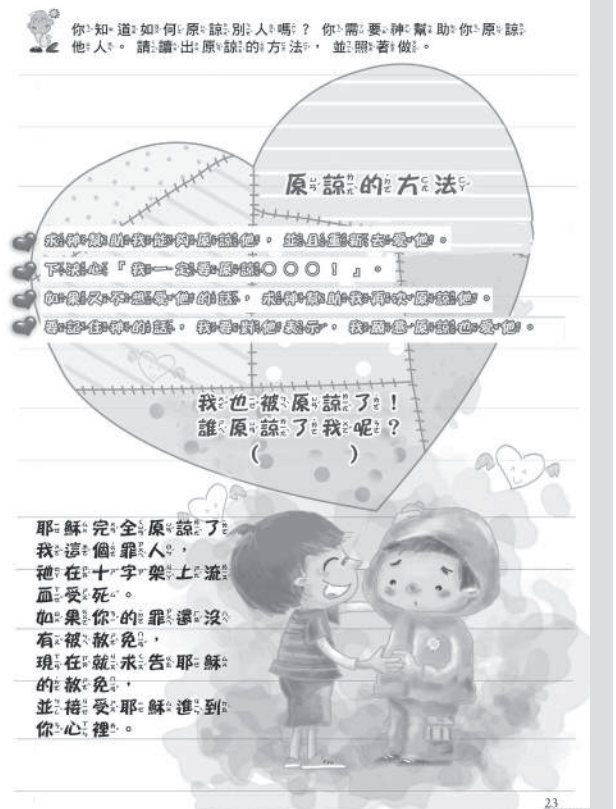 你知道如何原諒別人嗎? 你需要神幫助你原諒
他人。請讀出原諒的方法,並照著做。
原諒的方法
求神幫助我能夠原諒他,並且重新去愛他。
下決心『我一定要原諒○○○!』。
如果又不想愛他的話,求神幫助我再次原諒他。
要記住神的話,我要對他表示,我願意原諒也愛他。
我也被原諒了!
誰原諒了我呢?
(    )
耶穌完全原諒了
我這個罪人,
祂在十字架上流
血受死。
如果你的罪還沒
有被赦免,
現在就求告耶穌
的赦免,
並接受耶穌進到
你心裡。
23